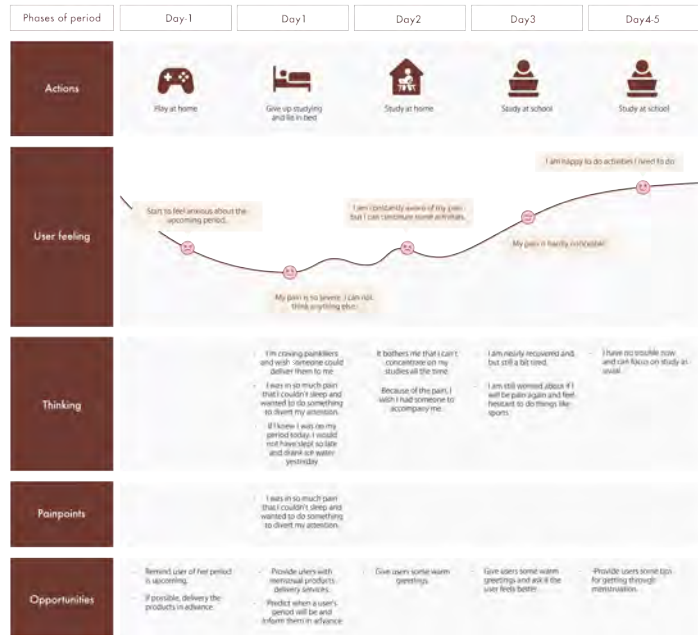 Phases of period
Day-1
Day1
Day2
Day3
Day4-5
Actions
Play at home
Give up studying
and lie in bed
Study at home
Study at school
Study at school
User feeling
Start to feel anxious about the
upcoming period.
My pain is so severe, I can not
think anything else.
I am constantly aware of my pain
but I can continue some activities.
My pain is hardly noticeable
I am happy to do activities I need to do
Thinking
- I'm craving painkillers
and wish someone could
deliver them to me
- I was in so much pain
that I couldn't sleep and
wanted to do something
to divert my attention.
- If I knew I was on my
period today, I would
not have slept so late
and drank ice water
yesterday
- It bothers me that I can't
concentrate on my
studies all the time.
- Because of the pain, I
wish I had someone to
accompany me
- I am nearly recovered and
but still a bit tired.
- I am still worried about if I
will be pain again and feel
hesitant to do things like
sports
- I have no trouble now
and can focus on study as
usual
Painpoints
- I was in so much pain
that I couldn't sleep and
wanted to do something
to divert my attention.
Opportunities
- Remind user of her period
is upcoming.
- If possible, delivery the
products in advance.
- Provide users with
menstrual products
delivery services.
- Predict when a user's
period will be and
inform them in advance
- Give users some warm
greetings.
- Give users some warm
greetings and ask if the
user feels better.
- Provide users some tips
for getting through
menstruation.